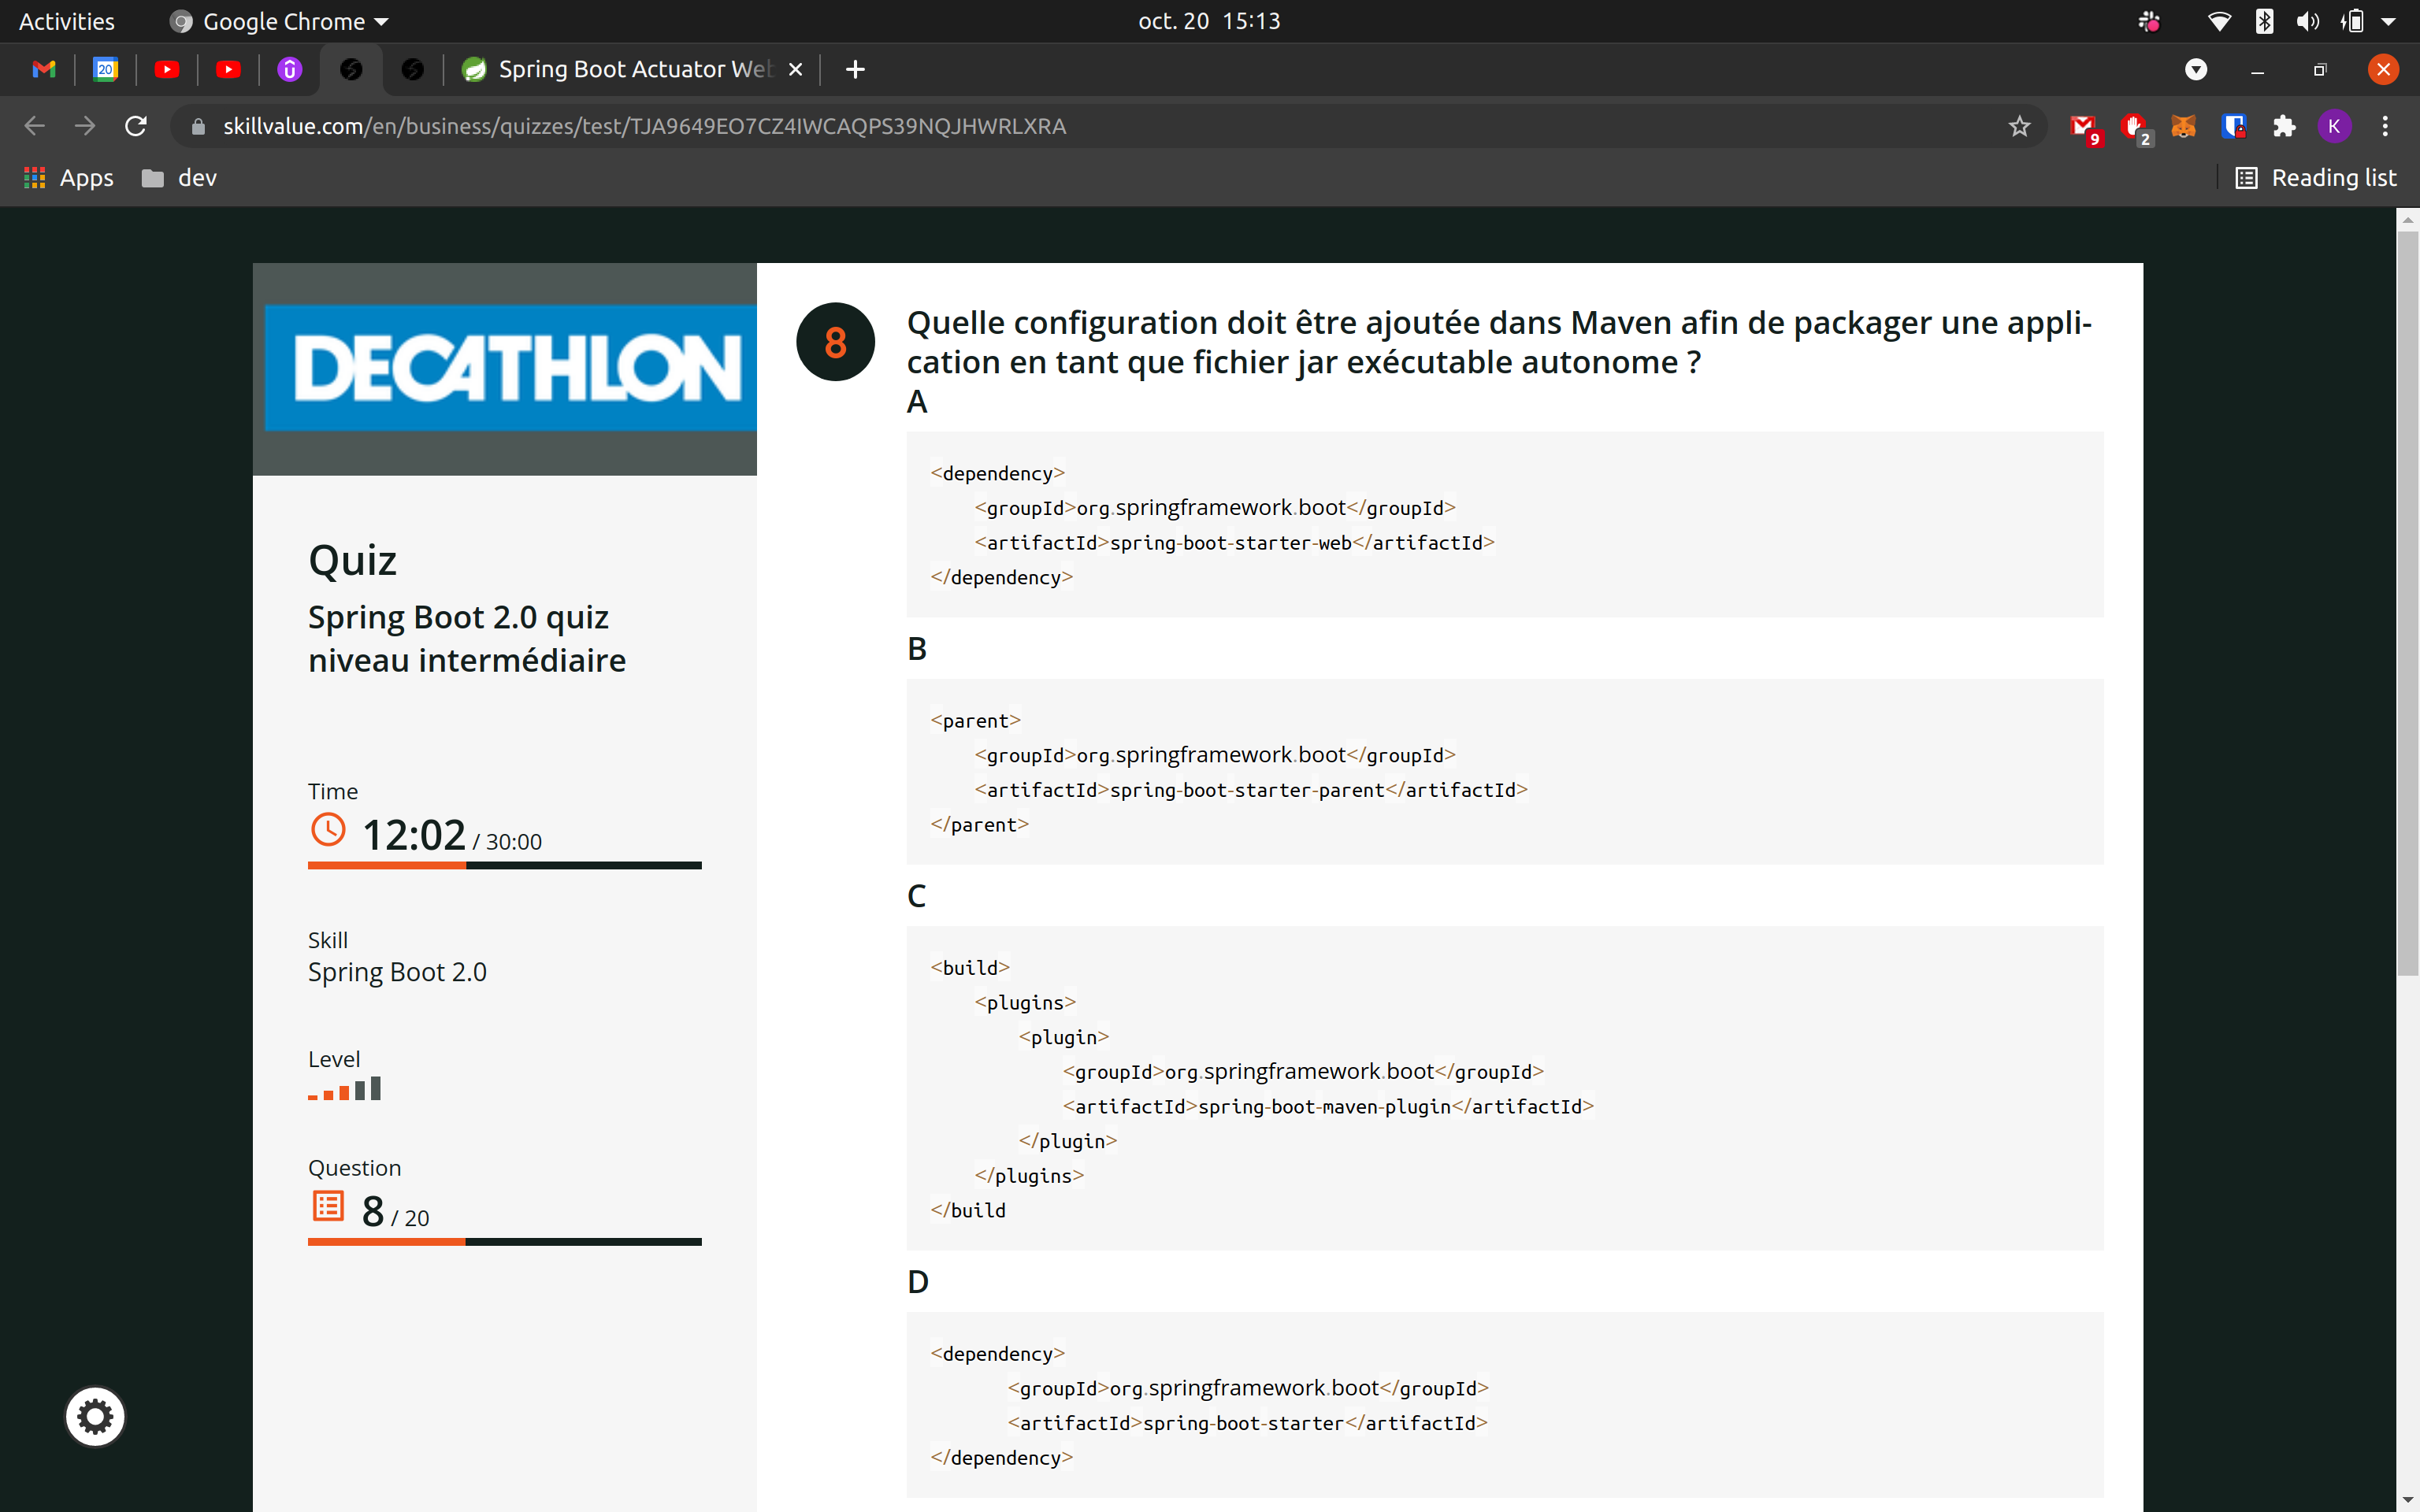 Activities
Google Chrome
oct. 20 15:13
20
Spring Boot Actuator Web
skillvalue.com/en/business/quizzes/test/TJA9649EO7CZ4IWCAQPS39NQJHWRLXRA
9
2
K
Apps
dev
Reading list
DECATHLON
Quiz
Spring Boot 2.0 quiz
niveau intermédiaire
Time
12:02 / 30:00
Skill
Spring Boot 2.0
Level
Question
8 / 20
8
Quelle configuration doit être ajoutée dans Maven afin de packager une appli-
cation en tant que fichier jar exécutable autonome ?
A
<dependency>
<groupId>org.springframework.boot</groupId>
<artifactId>spring-boot-starter-web</artifactId>
</dependency>
B
<parent>
<groupId>org.springframework.boot</groupId>
<artifactId>spring-boot-starter-parent</artifactId>
</parent>
C
<build>
<plugins>
<plugin>
<groupId>org.springframework.boot</groupId>
<artifactId>spring-boot-maven-plugin</artifactId>
</plugin>
</plugins>
</build
D
<dependency>
<groupId>org.springframework.boot</groupId>
<artifactId>spring-boot-starter</artifactId>
</dependency>